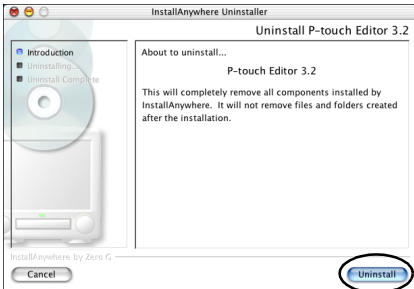 InstallAnywhere Uninstaller
Uninstall P-touch Editor 3.2
Introduction
Uninstalling...
Uninstall Complete
About to uninstall...
P-touch Editor 3.2
This will completely remove all components installed by
InstallAnywhere. It will not remove files and folders created
after the installation.
InstallAnywhere by Zero G
Cancel
Uninstall